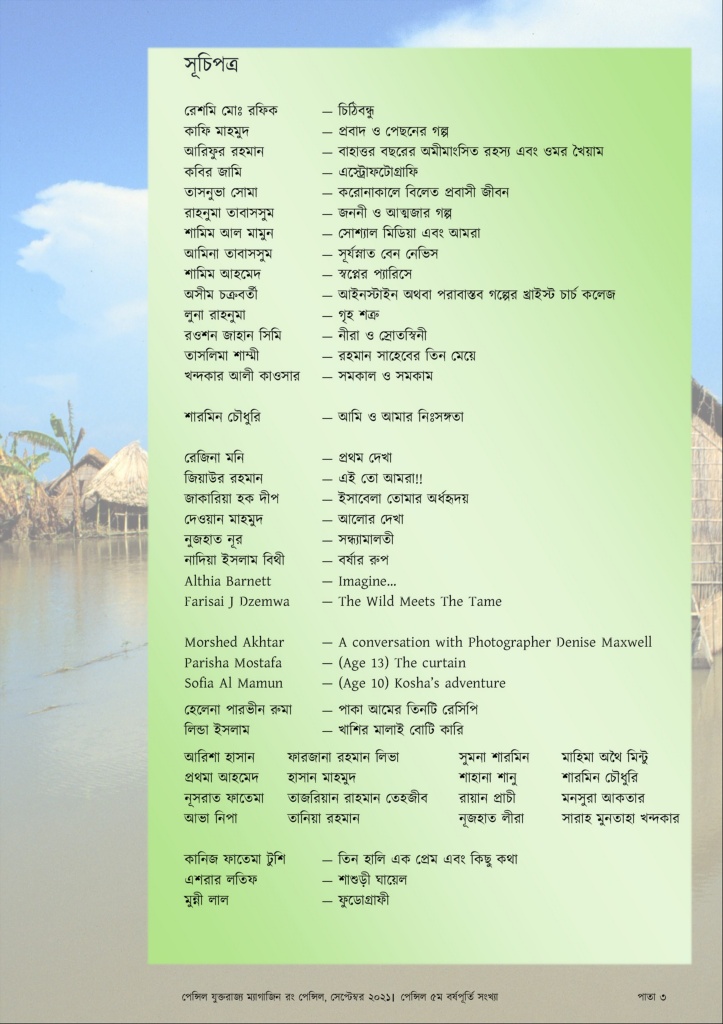 সূচিপত্র
রেশমি মোঃ রফিক — চিঠিবন্ধু
কাফি মাহমুদ — প্রবাদ ও পেছনের গল্প
আরিফুর রহমান — বাহাত্তর বছরের অমীমাংসিত রহস্য এবং ওমর খৈয়াম
কবির জামি — এস্ট্রোফটোগ্রাফি
তাসনুভা সোমা — করোনাকালে বিলেত প্রবাসী জীবন
রাহনুমা তাবাসসুম — জননী ও আত্মজার গল্প
শামিম আল মামুন — সোশ্যাল মিডিয়া এবং আমরা
আমিনা তাবাসসুম — সূর্যস্নাত বেন নেভিস
শামিম আহমেদ — স্বপ্নের প্যারিসে
অসীম চক্রবর্তী — আইনস্টাইন অথবা পরাবাস্তব গল্পের খ্রাইস্ট চার্চ কলেজ
লুনা রাহনুমা — গৃহ শত্রু
রওশন জাহান সিমি — নীরা ও স্রোতস্বিনী
তাসলিমা শাম্মী — রহমান সাহেবের তিন মেয়ে
খন্দকার আলী কাওসার — সমকাল ও সমকাম
শারমিন চৌধুরি — আমি ও আমার নিঃসঙ্গতা
রেজিনা মনি — প্রথম দেখা
জিয়াউর রহমান — এই তো আমরা!!
জাকারিয়া হক দীপ — ইসাবেলা তোমার অর্ধহৃদয়
দেওয়ান মাহমুদ — আলোর দেখা
নুজহাত নূর — সন্ধ্যামালতী
নাদিয়া ইসলাম বিথী — বর্ষার রুপ
Althia Barnett — Imagine...
Farisai J Dzemwa — The Wild Meets The Tame
Morshed Akhtar — A conversation with Photographer Denise Maxwell
Parisha Mostafa — (Age 13) The curtain
Sofia Al Mamun — (Age 10) Kosha's adventure
হেলেনা পারভীন রুমা — পাকা আমের তিনটি রেসিপি
লিন্ডা ইসলাম — খাশির মালাই বোটি কারি
আরিশা হাসান ফারজানা রহমান লিভা সুমনা শারমিন মাহিমা অথৈ মিন্টু
প্রথমা আহমেদ হাসান মাহমুদ শাহানা শানু শারমিন চৌধুরি
নূসরাত ফাতেমা তাজরিয়ান রাহমান তেহজীব রায়ান প্রাচী মনসুরা আকতার
আভা নিপা তানিয়া রহমান নূজহাত লীরা সারাহ মুনতাহা খন্দকার
কানিজ ফাতেমা টুশি — তিন হালি এক প্রেম এবং কিছু কথা
এশরার লতিফ — শাশুড়ী ঘায়েল
মুন্নী লাল — ফুডোগ্রাফী
পেন্সিল যুক্তরাজ্য ম্যাগাজিন রং পেন্সিল, সেপ্টেম্বর ২০২১। পেন্সিল ৫ম বর্ষপূর্তি সংখ্যা পাতা ৩